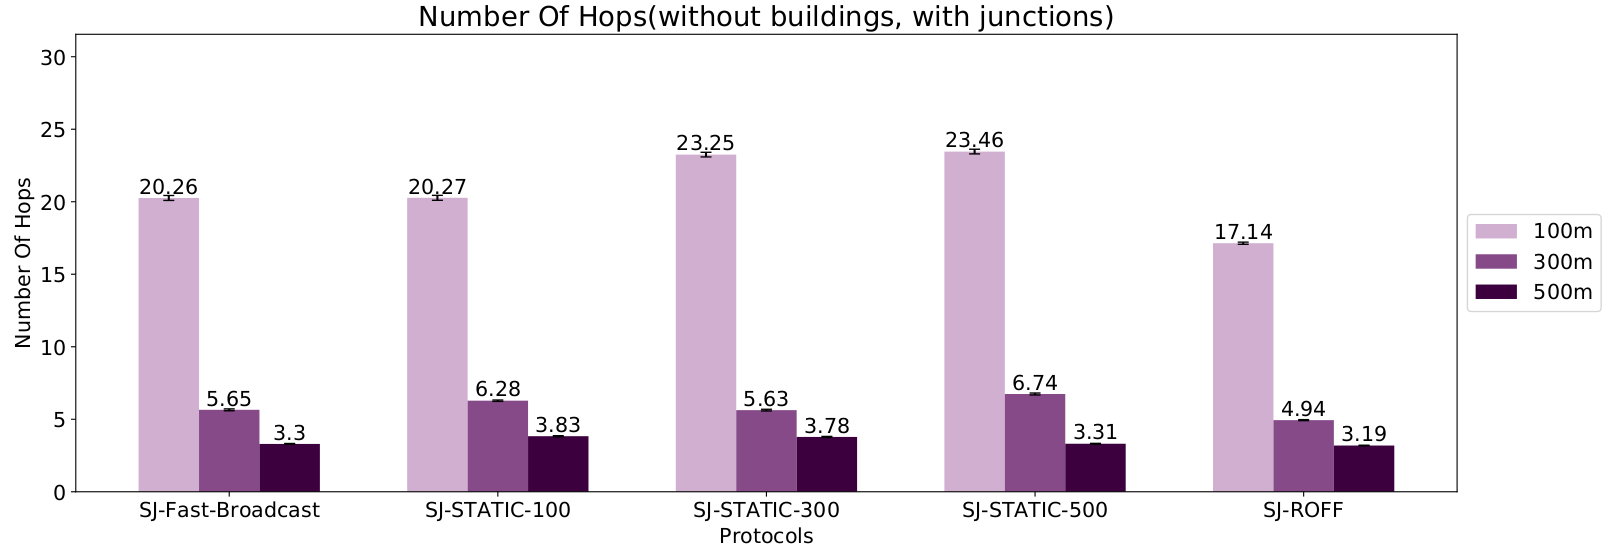 Number Of Hops(without buildings, with junctions)
Number Of Hops
30
25
20
15
10
5
0
20.26
5.65
3.3
20.27
6.28
3.83
23.25
5.63
3.78
23.46
6.74
3.31
17.14
4.94
3.19
SJ-Fast-Broadcast
SJ-STATIC-100
SJ-STATIC-300
SJ-STATIC-500
SJ-ROFF
Protocols
100m
300m
500m